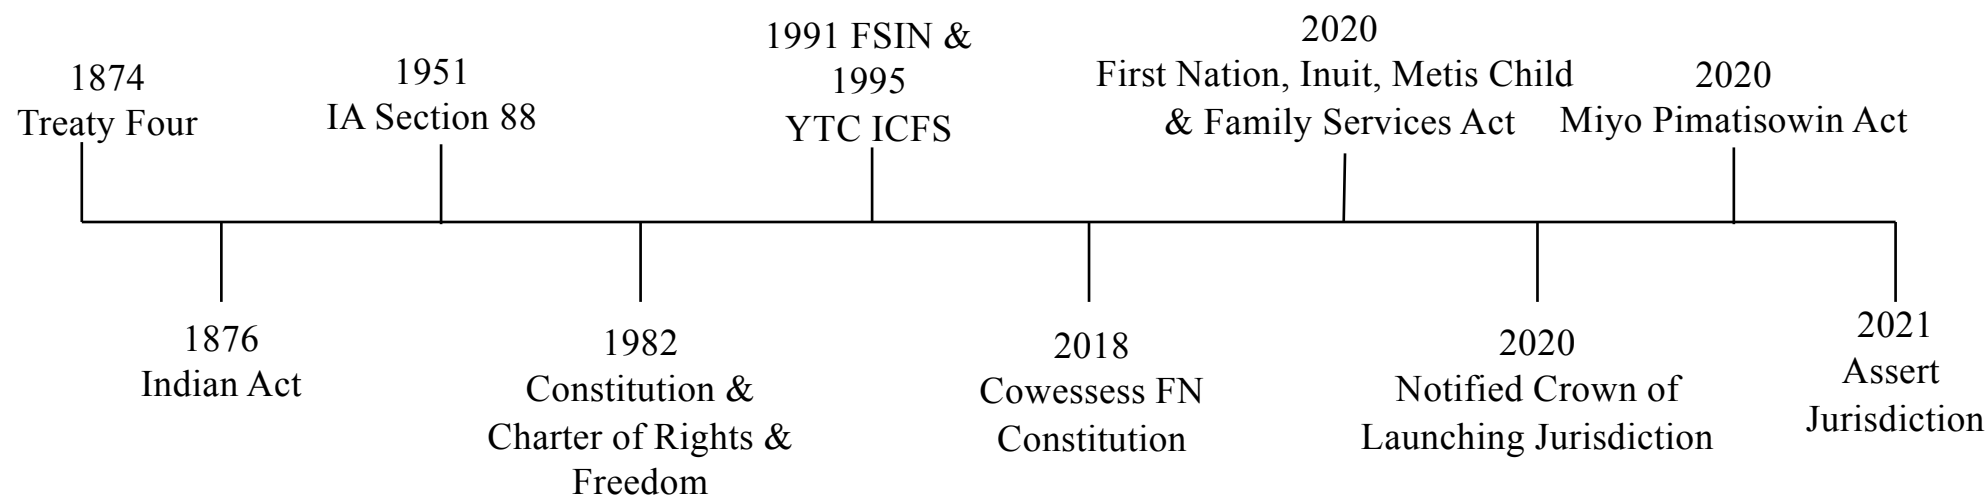 1874
Treaty Four
1876
Indian Act
1951
IA Section 88
1982
Constitution &
Charter of Rights &
Freedom
1991 FSIN &
1995
YTC ICFS
2018
Cowessess FN
Constitution
2020
First Nation, Inuit, Metis Child
& Family Services Act
2020
Notified Crown of
Launching Jurisdiction
2020
Miyo Pimatisowin Act
2021
Assert
Jurisdiction